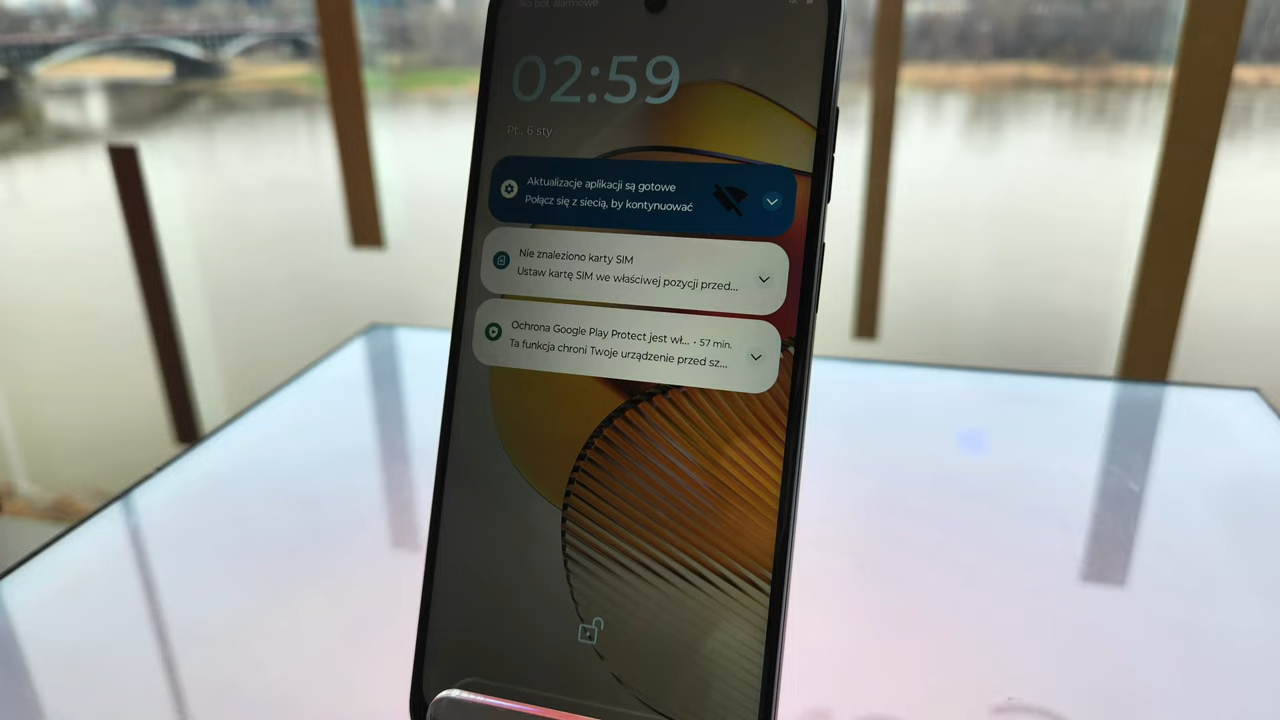 02:59
Pt., 6 sty
Aktualizacje aplikacji są gotowe
Połącz się z siecią, by kontynuować
Nie znaleziono karty SIM
Ustaw kartę SIM we właściwej pozycji przed...
Ochrona Google Play Protect jest wł... • 57 min.
Ta funkcja chroni Twoje urządzenie przed sz...